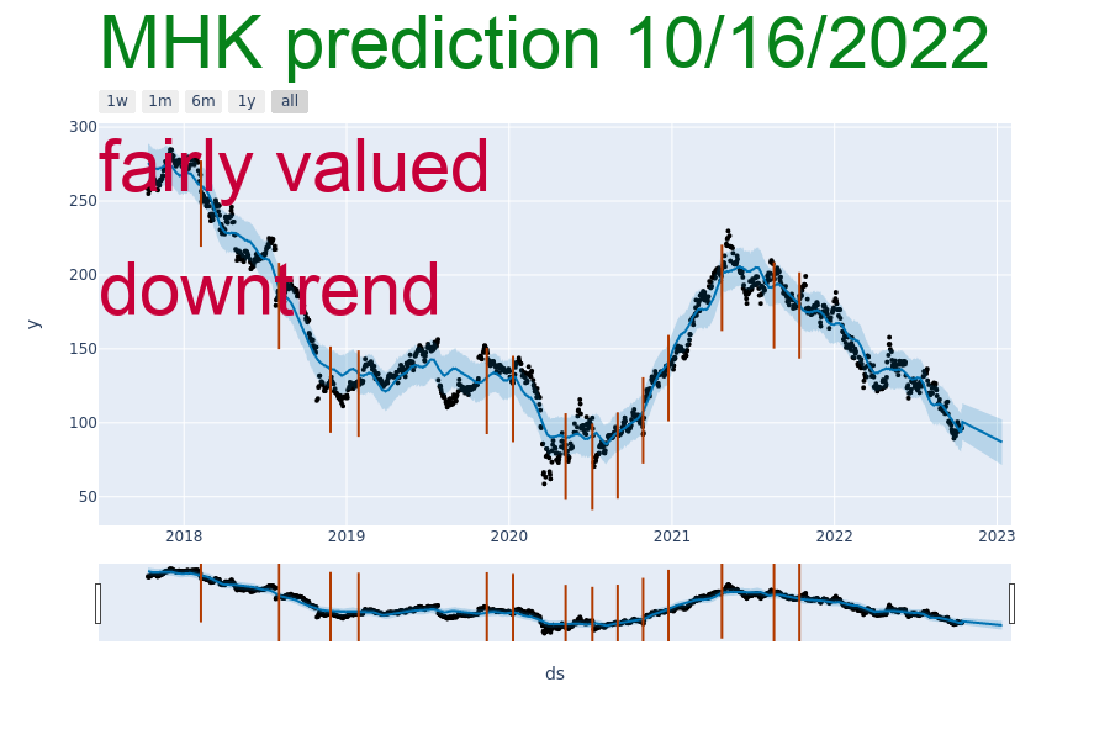 MHK prediction 10/16/2022
1w 1m 6m 1y all
fairly valued
downtrend
300
250
200
150
100
50
y
2018 2019 2020 2021 2022 2023
ds